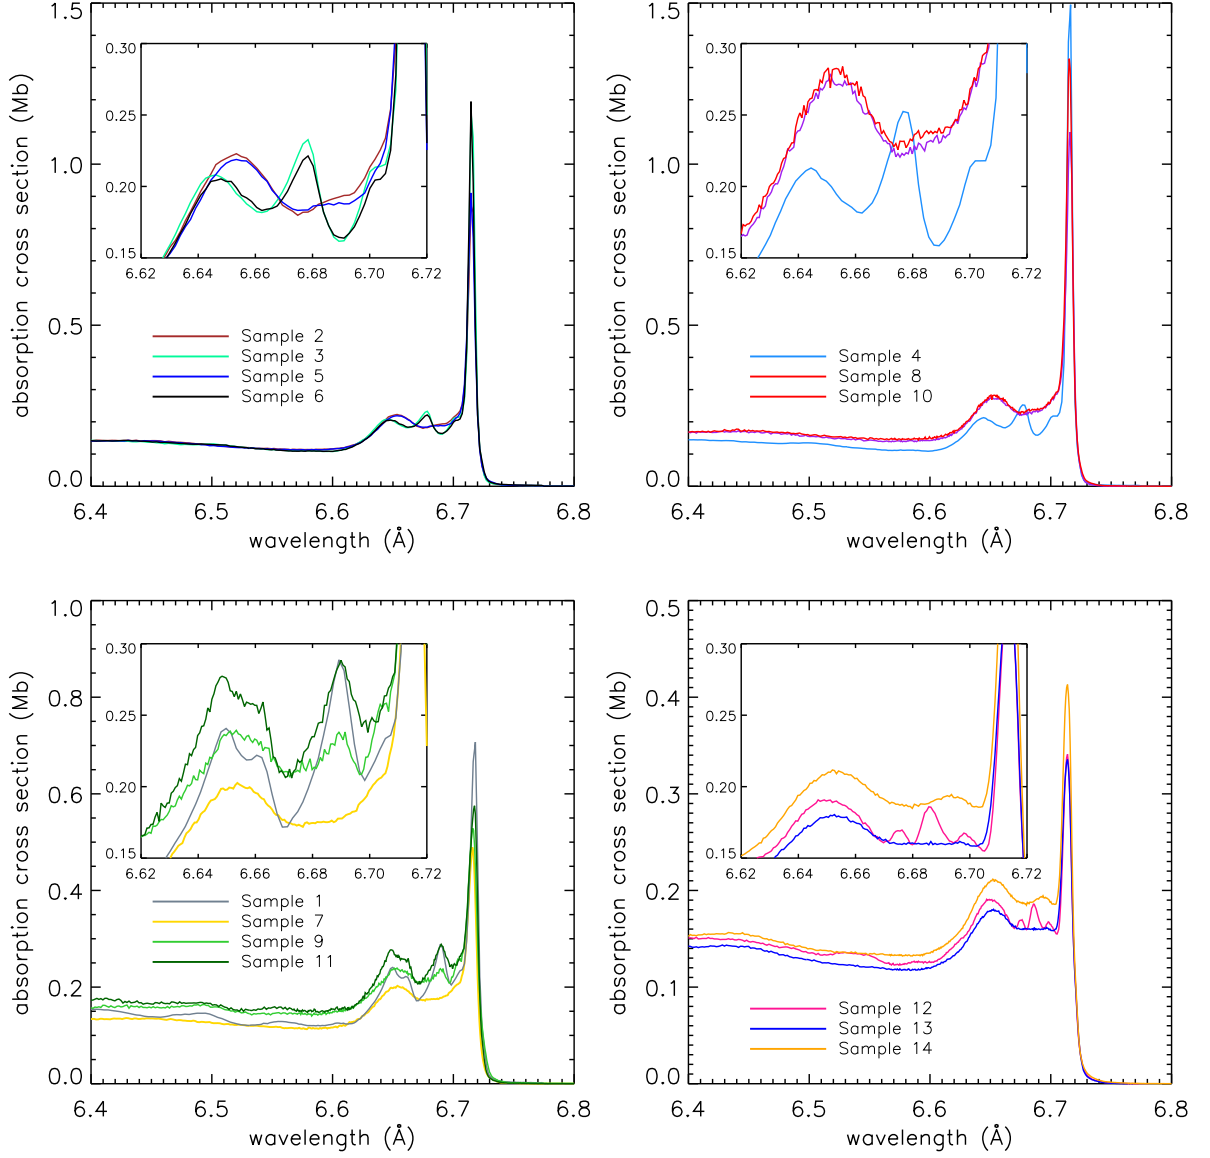 1.5
1.0
0.5
0.0
absorption cross section (Mb)
0.30
0.25
0.20
0.15
6.62 6.64 6.66 6.68 6.70 6.72
Sample 2
Sample 3
Sample 5
Sample 6
6.4 6.5 6.6 6.7 6.8
wavelength (Å)
1.5
1.0
0.5
0.0
absorption cross section (Mb)
0.30
0.25
0.20
0.15
6.62 6.64 6.66 6.68 6.70 6.72
Sample 4
Sample 8
Sample 10
6.4 6.5 6.6 6.7 6.8
wavelength (Å)
1.0
0.8
0.6
0.4
0.2
0.0
absorption cross section (Mb)
0.30
0.25
0.20
0.15
6.62 6.64 6.66 6.68 6.70 6.72
Sample 1
Sample 7
Sample 9
Sample 11
6.4 6.5 6.6 6.7 6.8
wavelength (Å)
0.5
0.4
0.3
0.2
0.1
0.0
absorption cross section (Mb)
0.30
0.25
0.20
0.15
6.62 6.64 6.66 6.68 6.70 6.72
Sample 12
Sample 13
Sample 14
6.4 6.5 6.6 6.7 6.8
wavelength (Å)